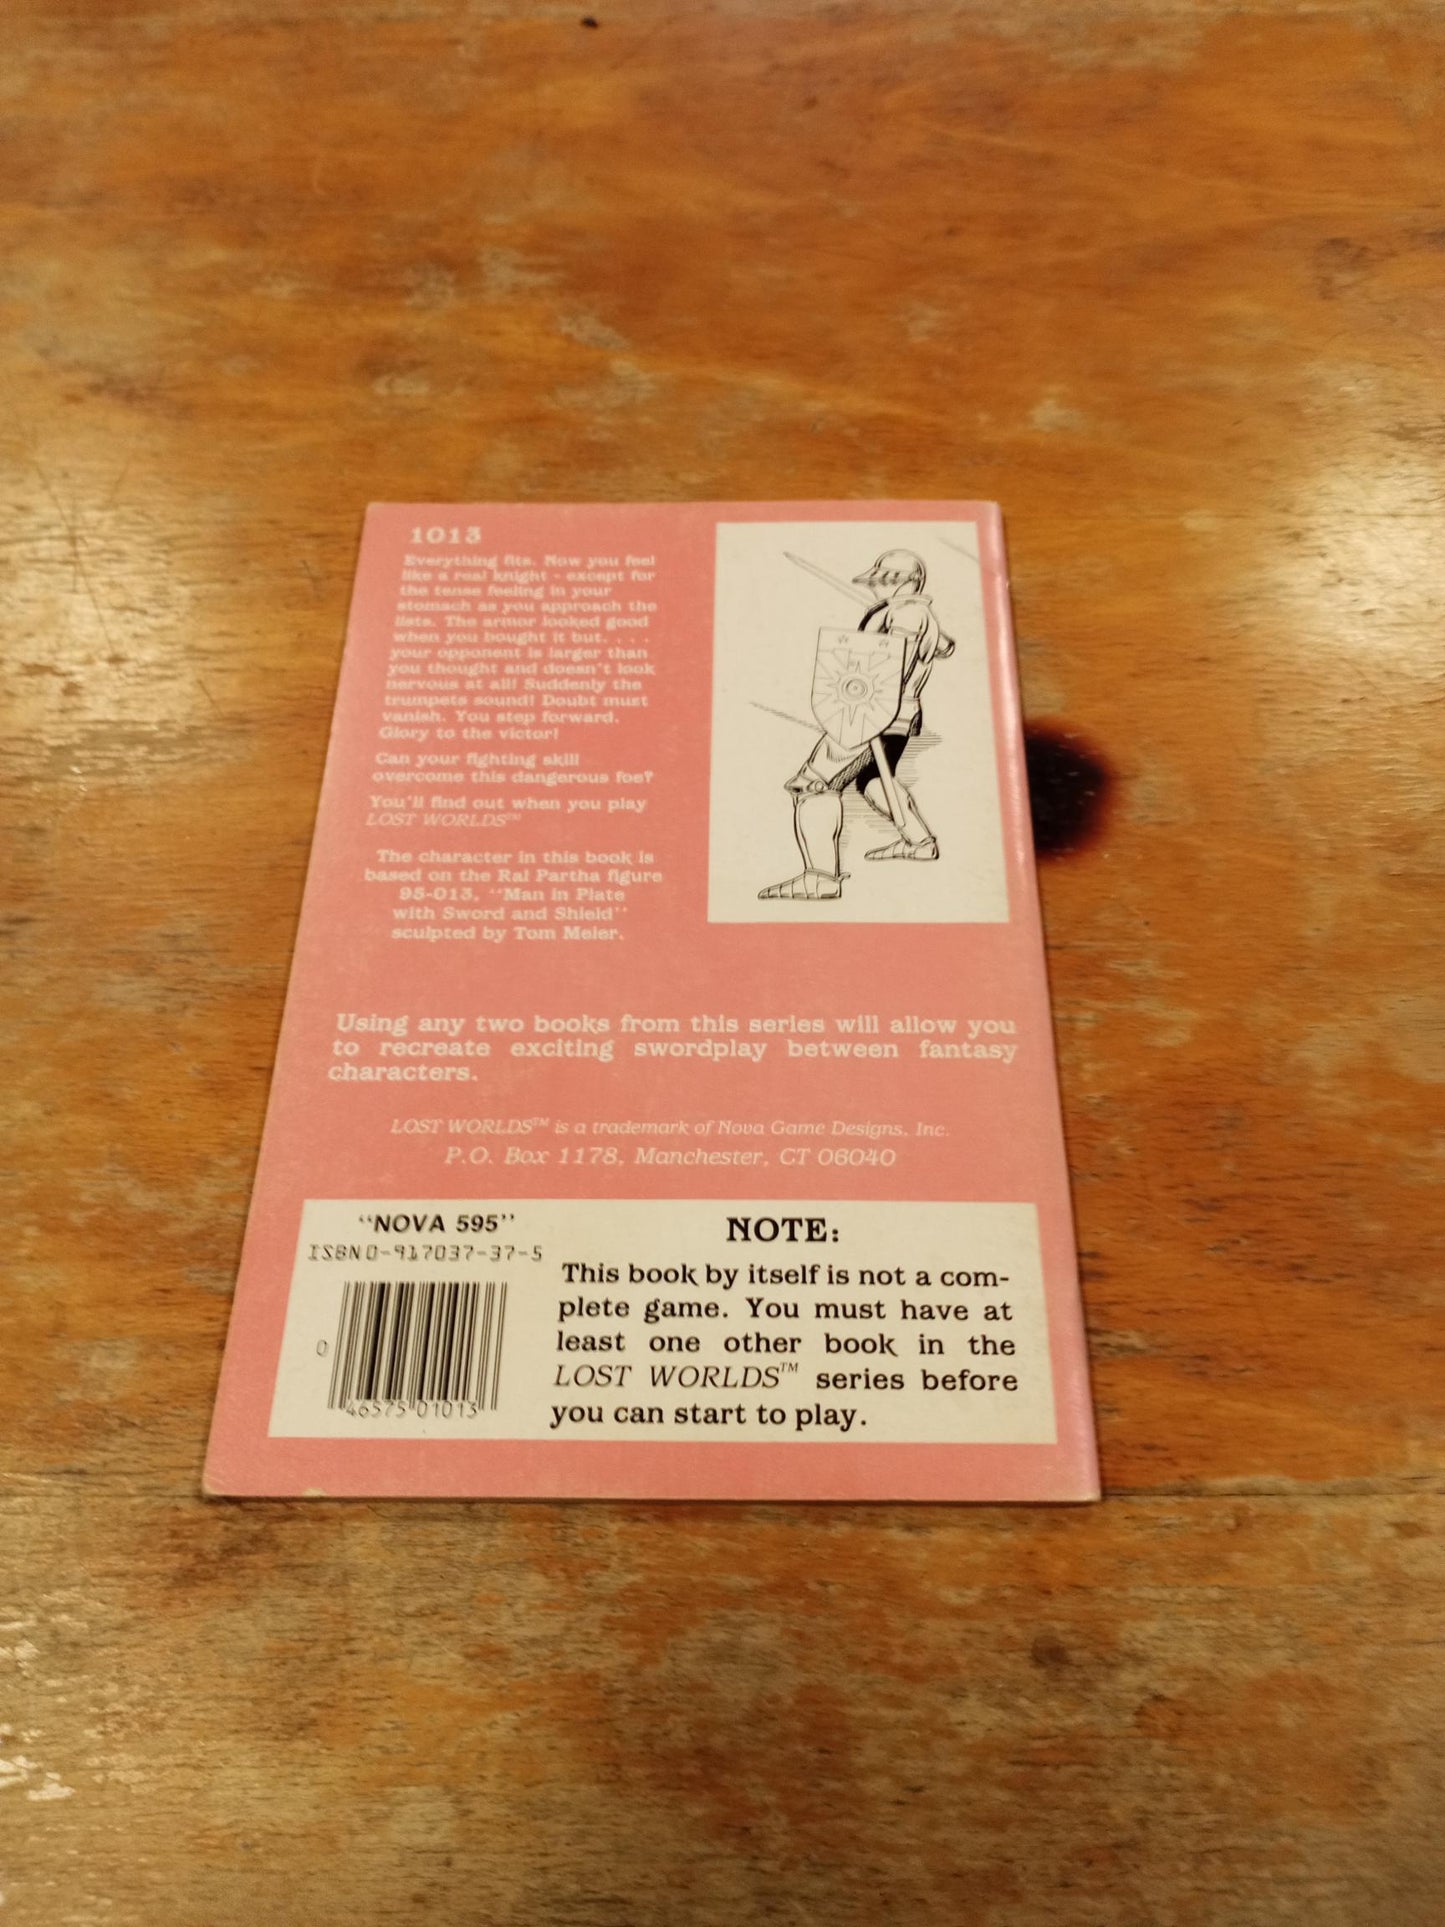 1013
Everything fits. Now you feel
like a real knight - except for
the tense feeling in your
stomach as you approach the
lists. The armor looked good
when you bought it but. . . .
your opponent is larger than
you thought and doesn't look
nervous at all! Suddenly the
trumpets sound! Doubt must
vanish. You step forward.
Glory to the victor!
Can your fighting skill
overcome this dangerous foe?
You'll find out when you play
LOST WORLDS™
The character in this book is
based on the Ral Partha figure
95-013, "Man in Plate
with Sword and Shield"
sculpted by Tom Meier.
Using any two books from this series will allow you
to recreate exciting swordplay between fantasy
characters.
LOST WORLDS™ is a trademark of Nova Game Designs, Inc.
P.O. Box 1178, Manchester, CT 06040
"NOVA 595"
ISBN 0-917037-37-5
0 46575 01013
NOTE:
This book by itself is not a com-
plete game. You must have at
least one other book in the
LOST WORLDS™ series before
you can start to play.